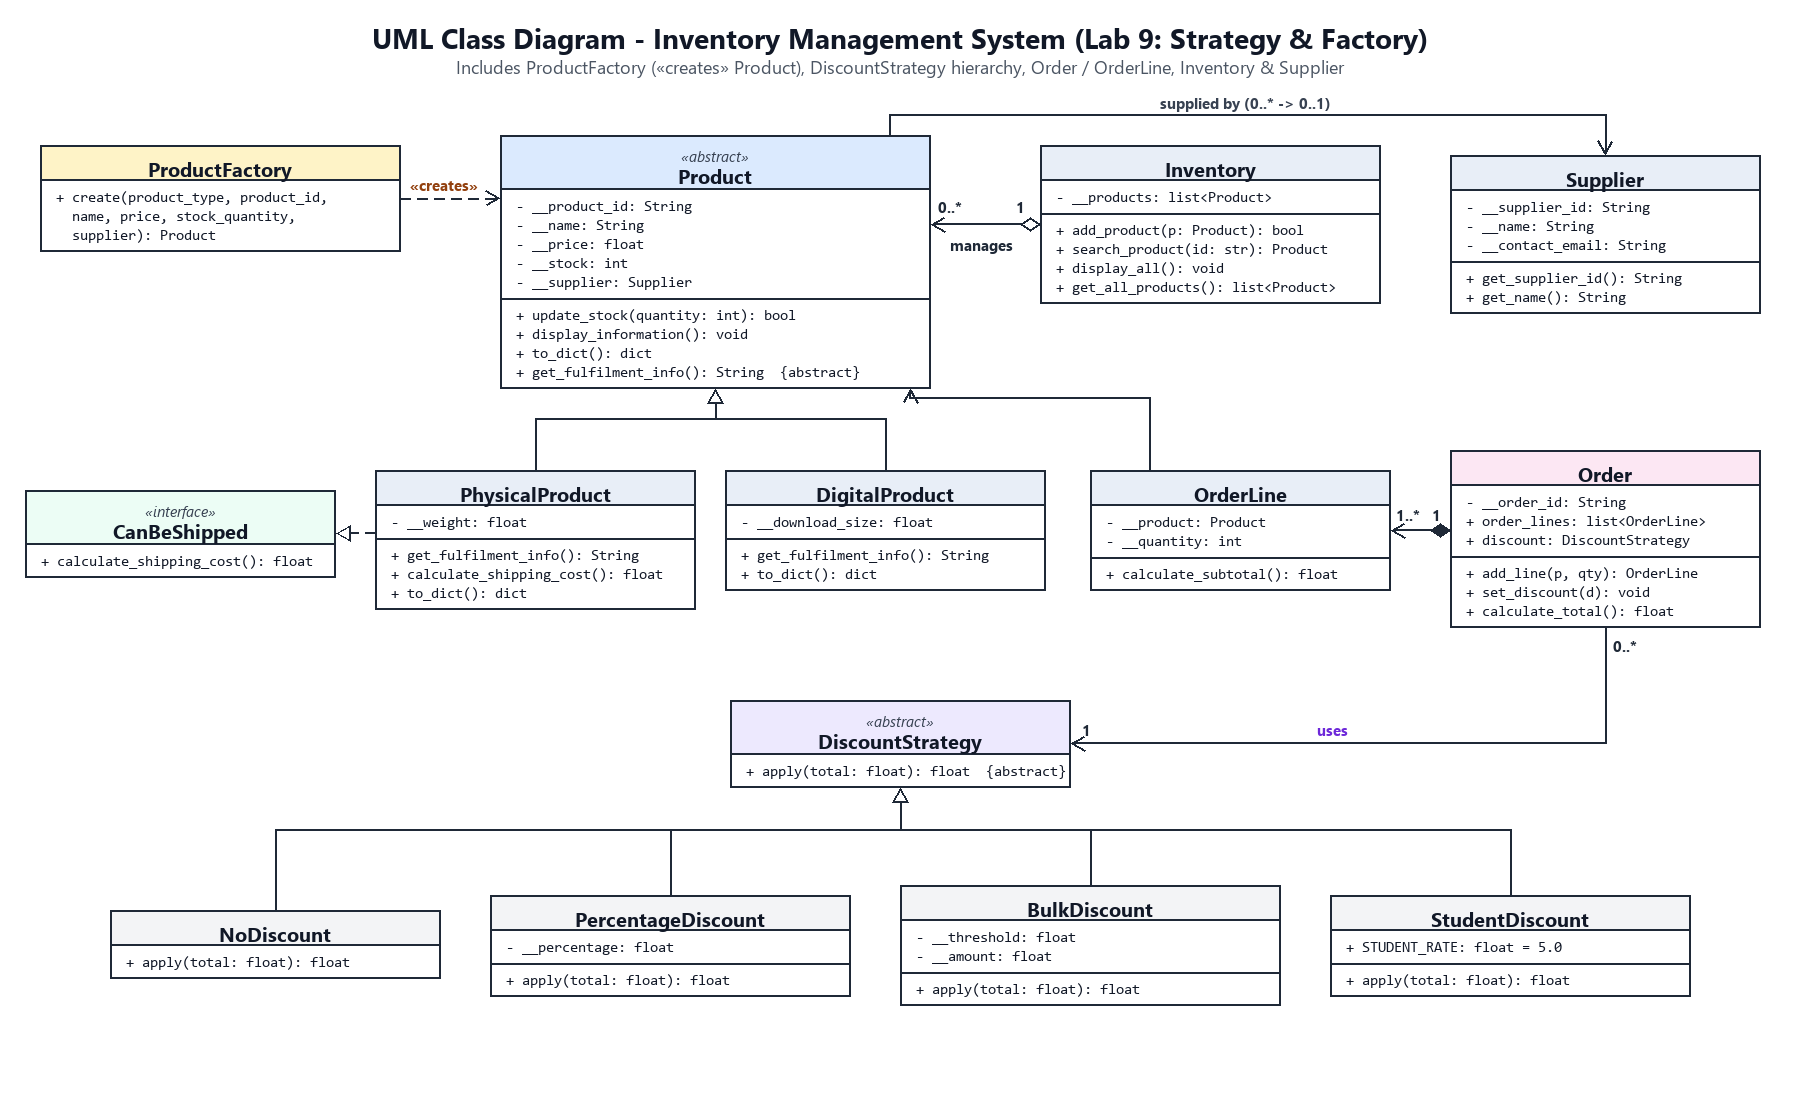 UML Class Diagram - Inventory Management System (Lab 9: Strategy & Factory)
Includes ProductFactory («creates» Product), DiscountStrategy hierarchy, Order / OrderLine, Inventory & Supplier
supplied by (0..* -> 0..1)
ProductFactory
+ create(product_type, product_id,
name, price, stock_quantity,
supplier): Product
«creates»
«abstract»
Product
- __product_id: String
- __name: String
- __price: float
- __stock: int
- __supplier: Supplier
+ update_stock(quantity: int): bool
+ display_information(): void
+ to_dict(): dict
+ get_fulfilment_info(): String {abstract}
0..*
1
manages
Inventory
- __products: list<Product>
+ add_product(p: Product): bool
+ search_product(id: str): Product
+ display_all(): void
+ get_all_products(): list<Product>
Supplier
- __supplier_id: String
- __name: String
- __contact_email: String
+ get_supplier_id(): String
+ get_name(): String
«interface»
CanBeShipped
+ calculate_shipping_cost(): float
PhysicalProduct
- __weight: float
+ get_fulfilment_info(): String
+ calculate_shipping_cost(): float
+ to_dict(): dict
DigitalProduct
- __download_size: float
+ get_fulfilment_info(): String
+ to_dict(): dict
OrderLine
- __product: Product
- __quantity: int
+ calculate_subtotal(): float
1..*
1
Order
- __order_id: String
+ order_lines: list<OrderLine>
+ discount: DiscountStrategy
+ add_line(p, qty): OrderLine
+ set_discount(d): void
+ calculate_total(): float
0..*
«abstract»
DiscountStrategy
+ apply(total: float): float {abstract}
1
uses
NoDiscount
+ apply(total: float): float
PercentageDiscount
- __percentage: float
+ apply(total: float): float
BulkDiscount
- __threshold: float
- __amount: float
+ apply(total: float): float
StudentDiscount
+ STUDENT_RATE: float = 5.0
+ apply(total: float): float